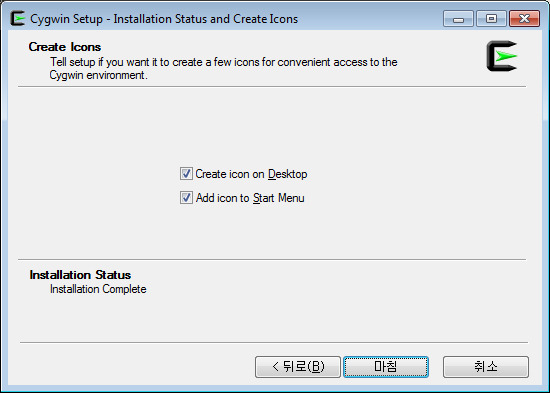 Cygwin Setup - Installation Status and Create Icons
Create Icons
Tell setup if you want it to create a few icons for convenient access to the
Cygwin environment.
Create icon on Desktop
Add icon to Start Menu
Installation Status
Installation Complete
< 뒤로(B) 마침 취소